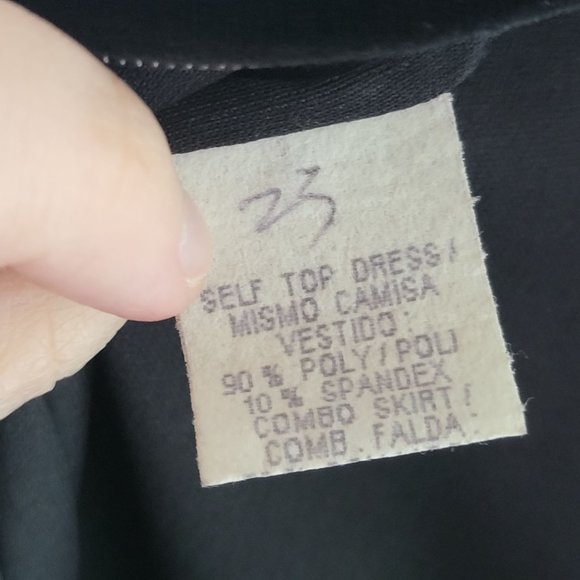 23
SELF TOP DRESS/
MISMO CAMISA
VESTIDO:
90% POLY/POLI
10% SPANDEX
COMBO SKIRT/
COMB. FALDA: